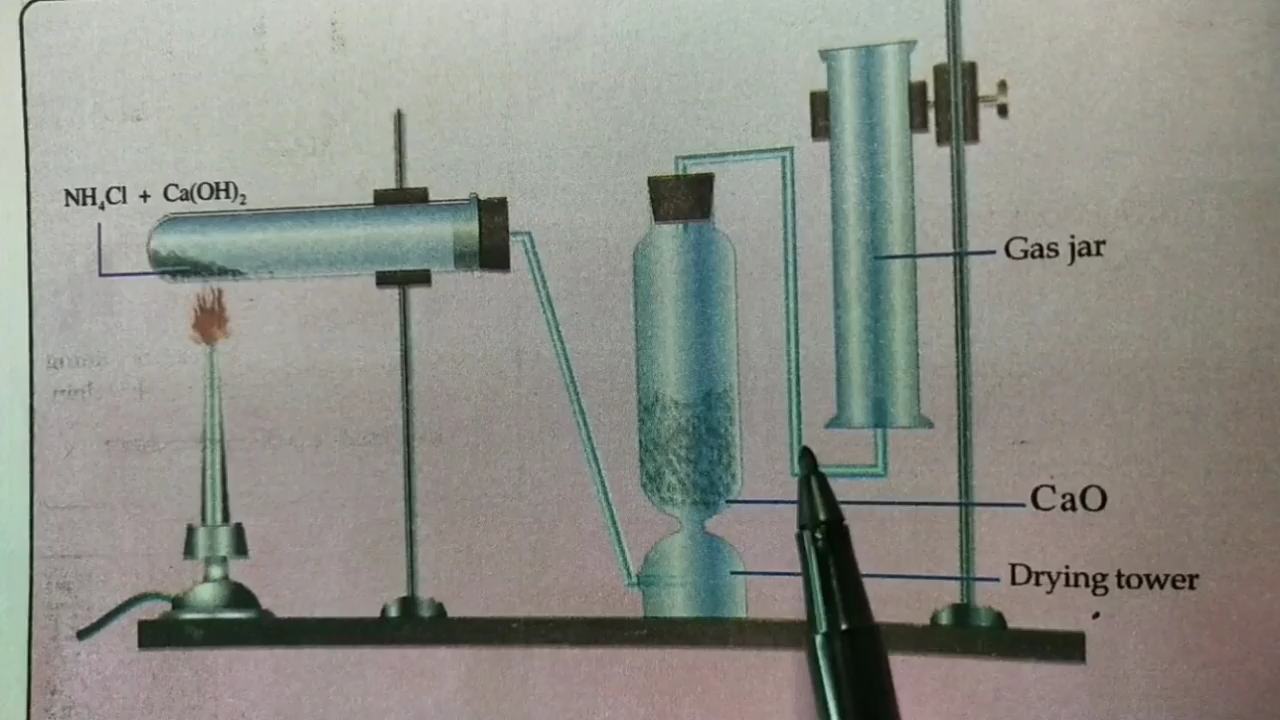 NH₄Cl + Ca(OH)₂
Gas jar
CaO
Drying tower